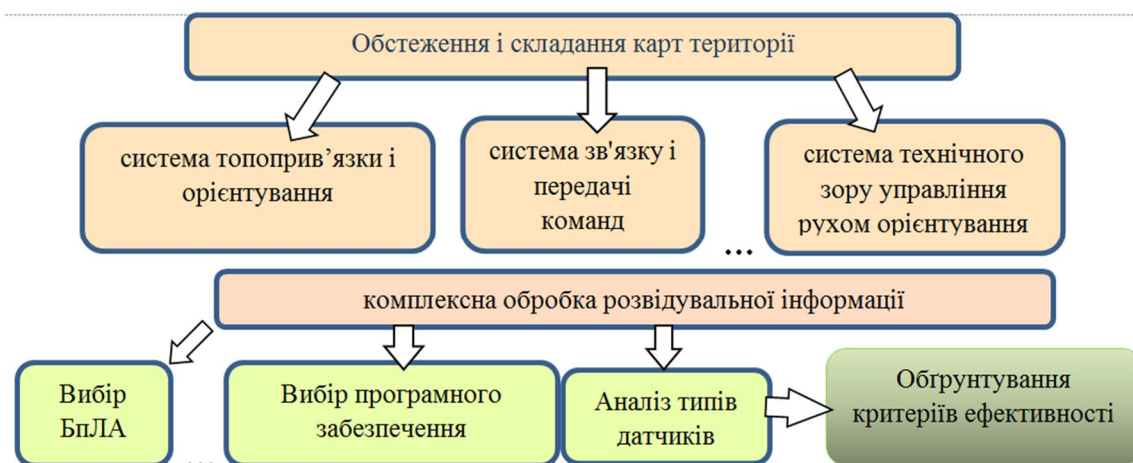 Обстеження і складання карт території
система топоприв’язки і
орієнтування
система зв'язку і
передачі
команд
система технічного
зору управління
рухом орієнтування
...
комплексна обробка розвідувальної інформації
Вибір
БпЛА
Вибір програмного
забезпечення
Аналіз типів
датчиків
Обґрунтування
критеріїв ефективності
...